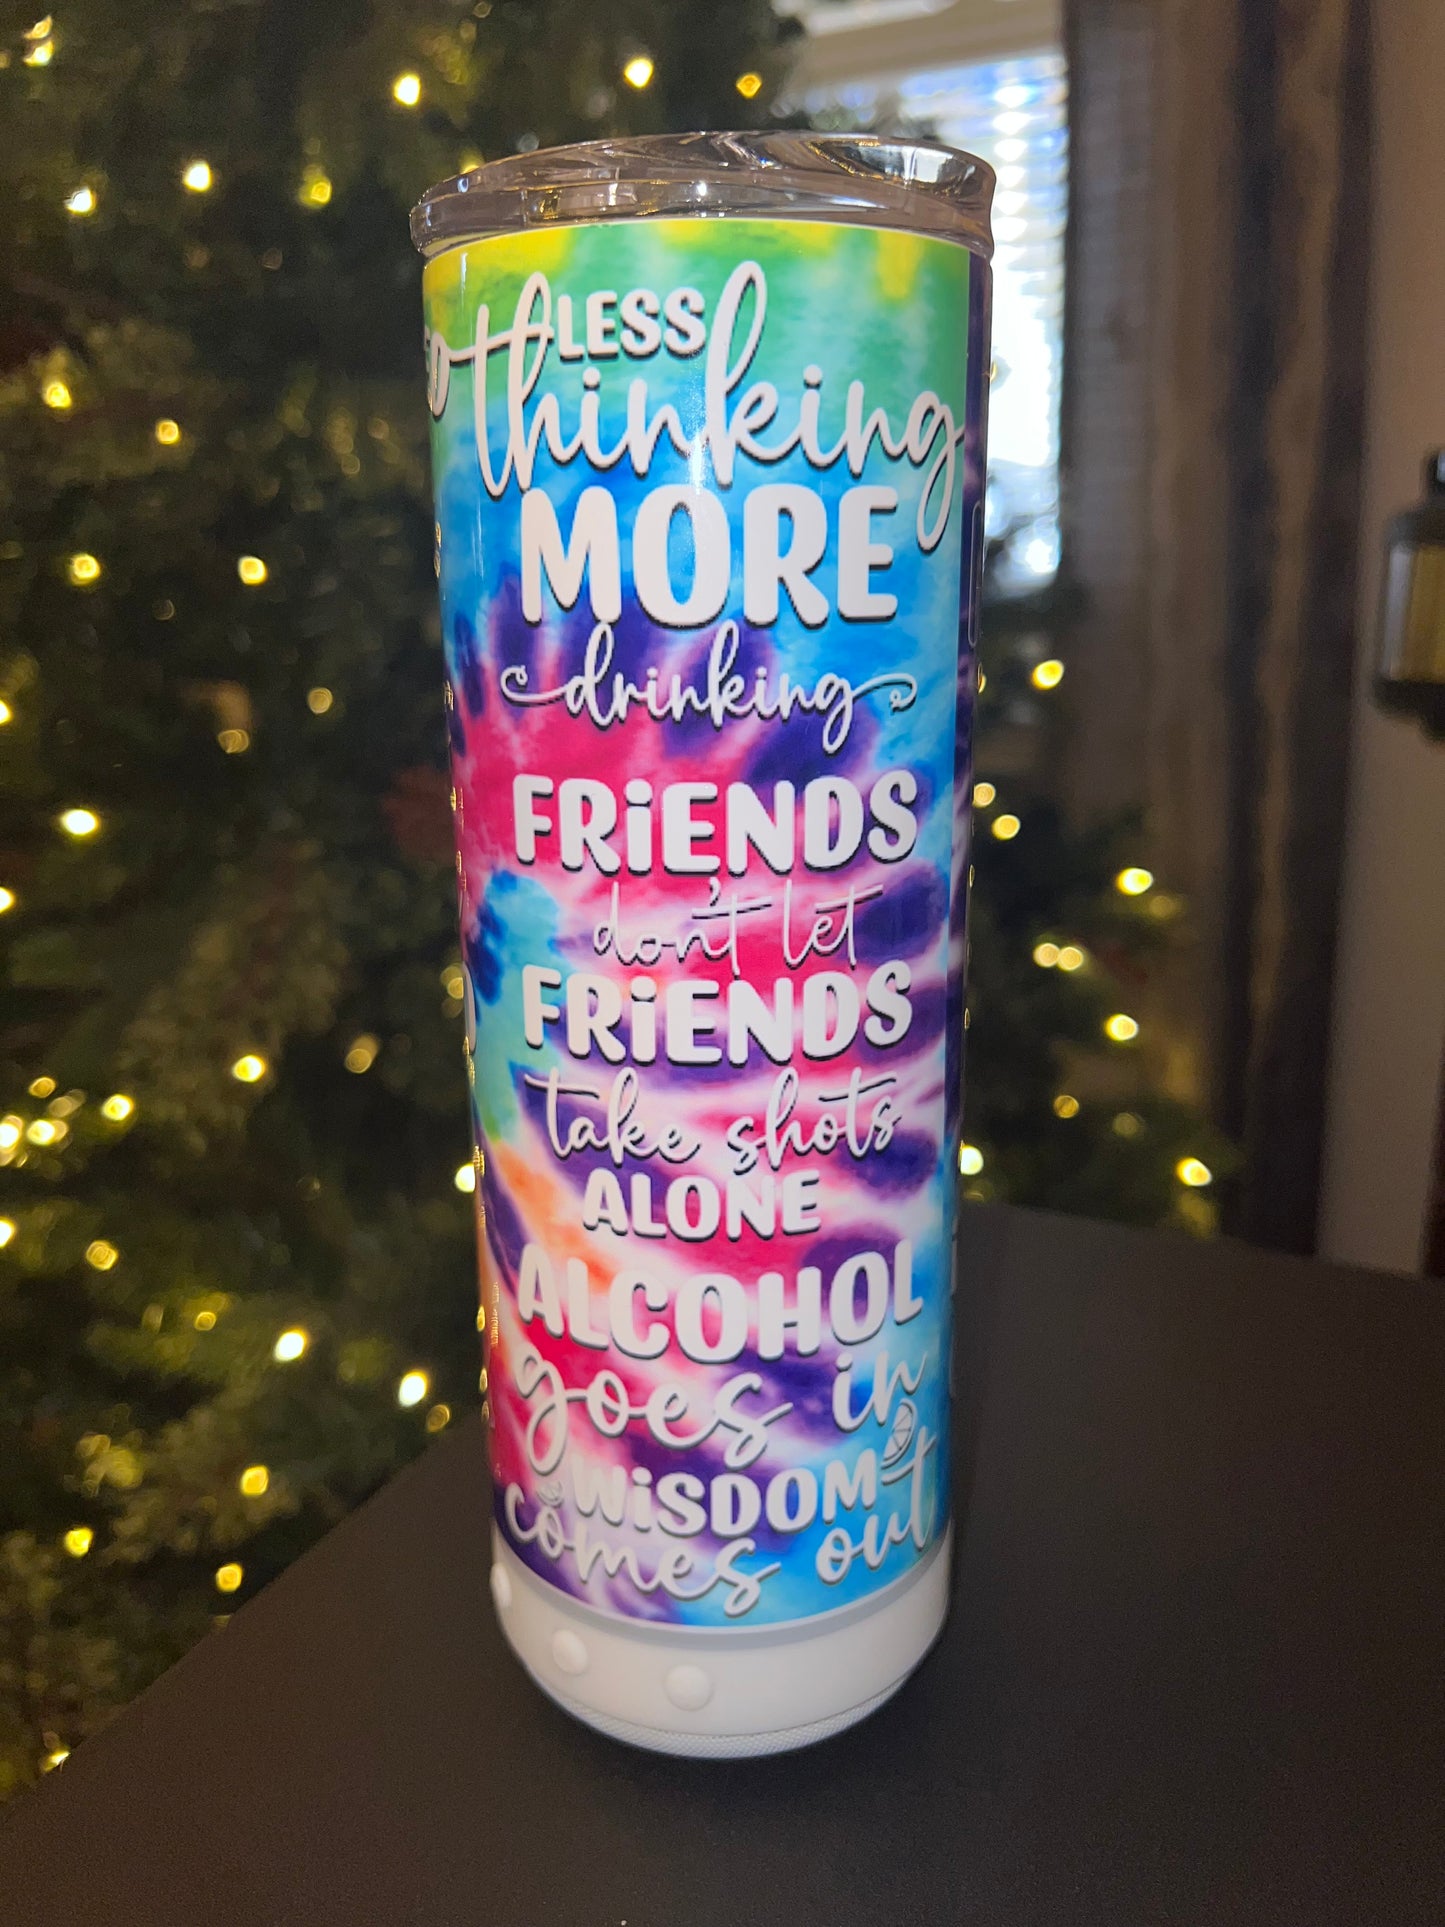 LESS
thinking
MORE
drinking
FRiENDS
don't let
FRiENDS
take shots
ALONE
ALCOHOL
goes in
WiSDOM
comes out